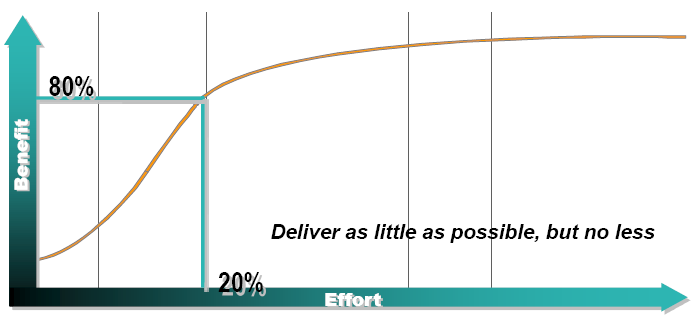 80%
Benefit
Deliver as little as possible, but no less
20%
Effort